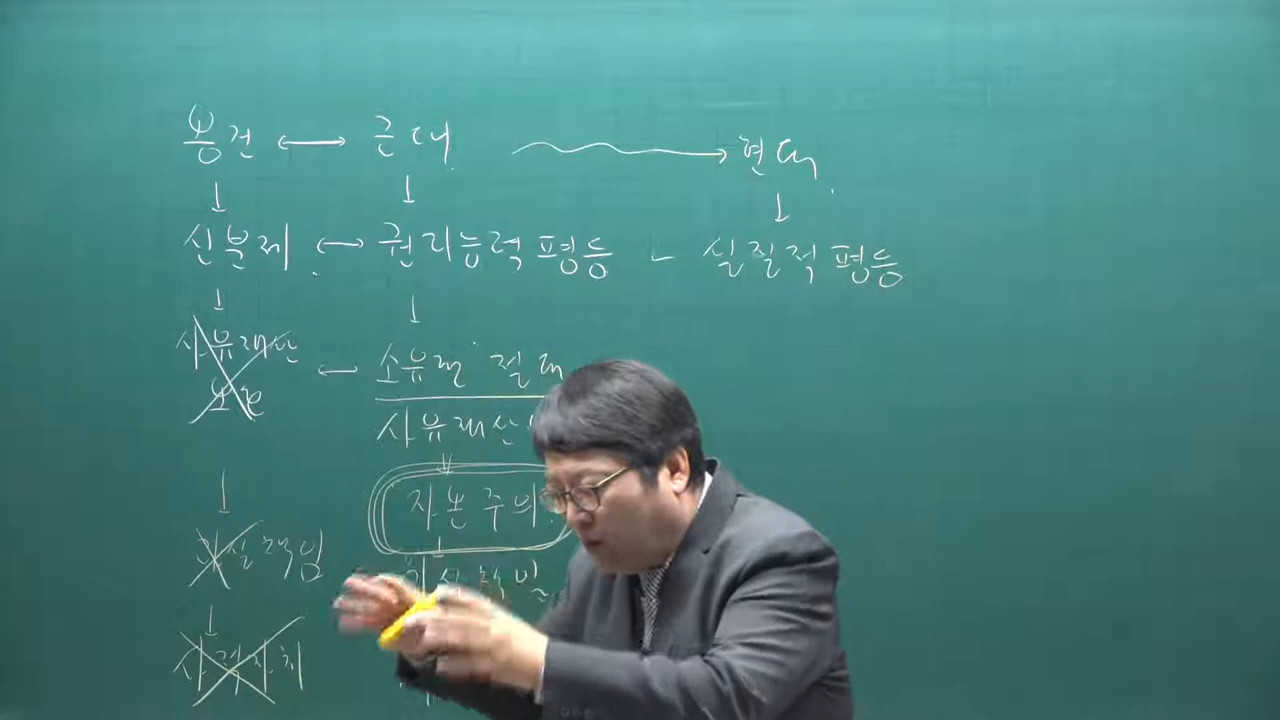 봉건 ↔ 근대 → 현대
↓ ↓ ↓
신분제 ↔ 권리능력 평등 - 실질적 평등
↓ ↓
사유재산 ↔ 소유권 절대
보호 사유재산
↓ 자본주의
과실책임
↓
사적자치